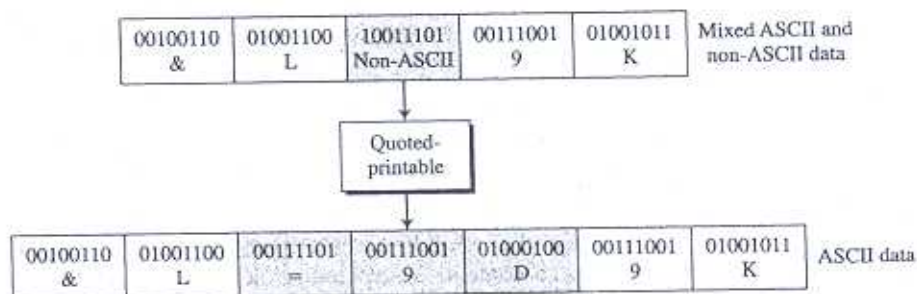 00100110 01001100 10011101 00111001 01001011 Mixed ASCII and
& L Non-ASCII 9 K non-ASCII data
Quoted-
printable
00100110 01001100 00111101 00111001 01000100 00111001 01001011 ASCII data
& L = 9 D 9 K